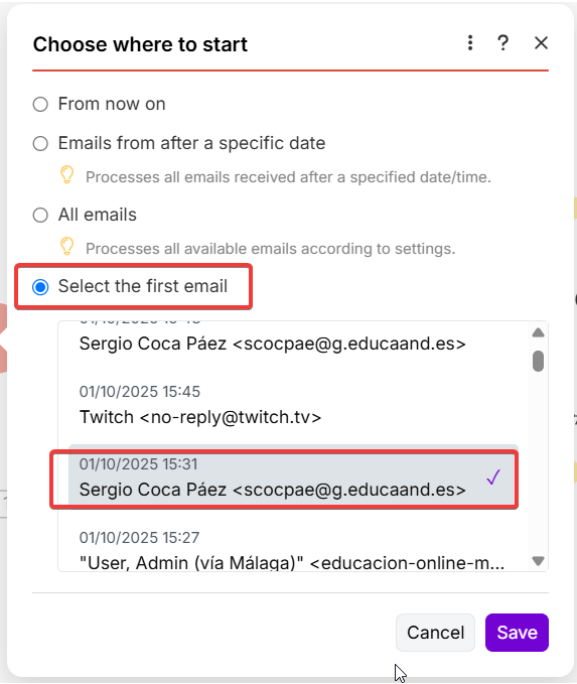 Choose where to start
?
From now on
Emails from after a specific date
Processes all emails received after a specified date/time.
All emails
Processes all available emails according to settings.
Select the first email
Sergio Coca Páez <scocpae@g.educaand.es>
01/10/2025 15:45
Twitch <no-reply@twitch.tv>
01/10/2025 15:31
Sergio Coca Páez <scocpae@g.educaand.es>
01/10/2025 15:27
"User, Admin (vía Málaga)" <educacion-online-m...
Cancel
Save